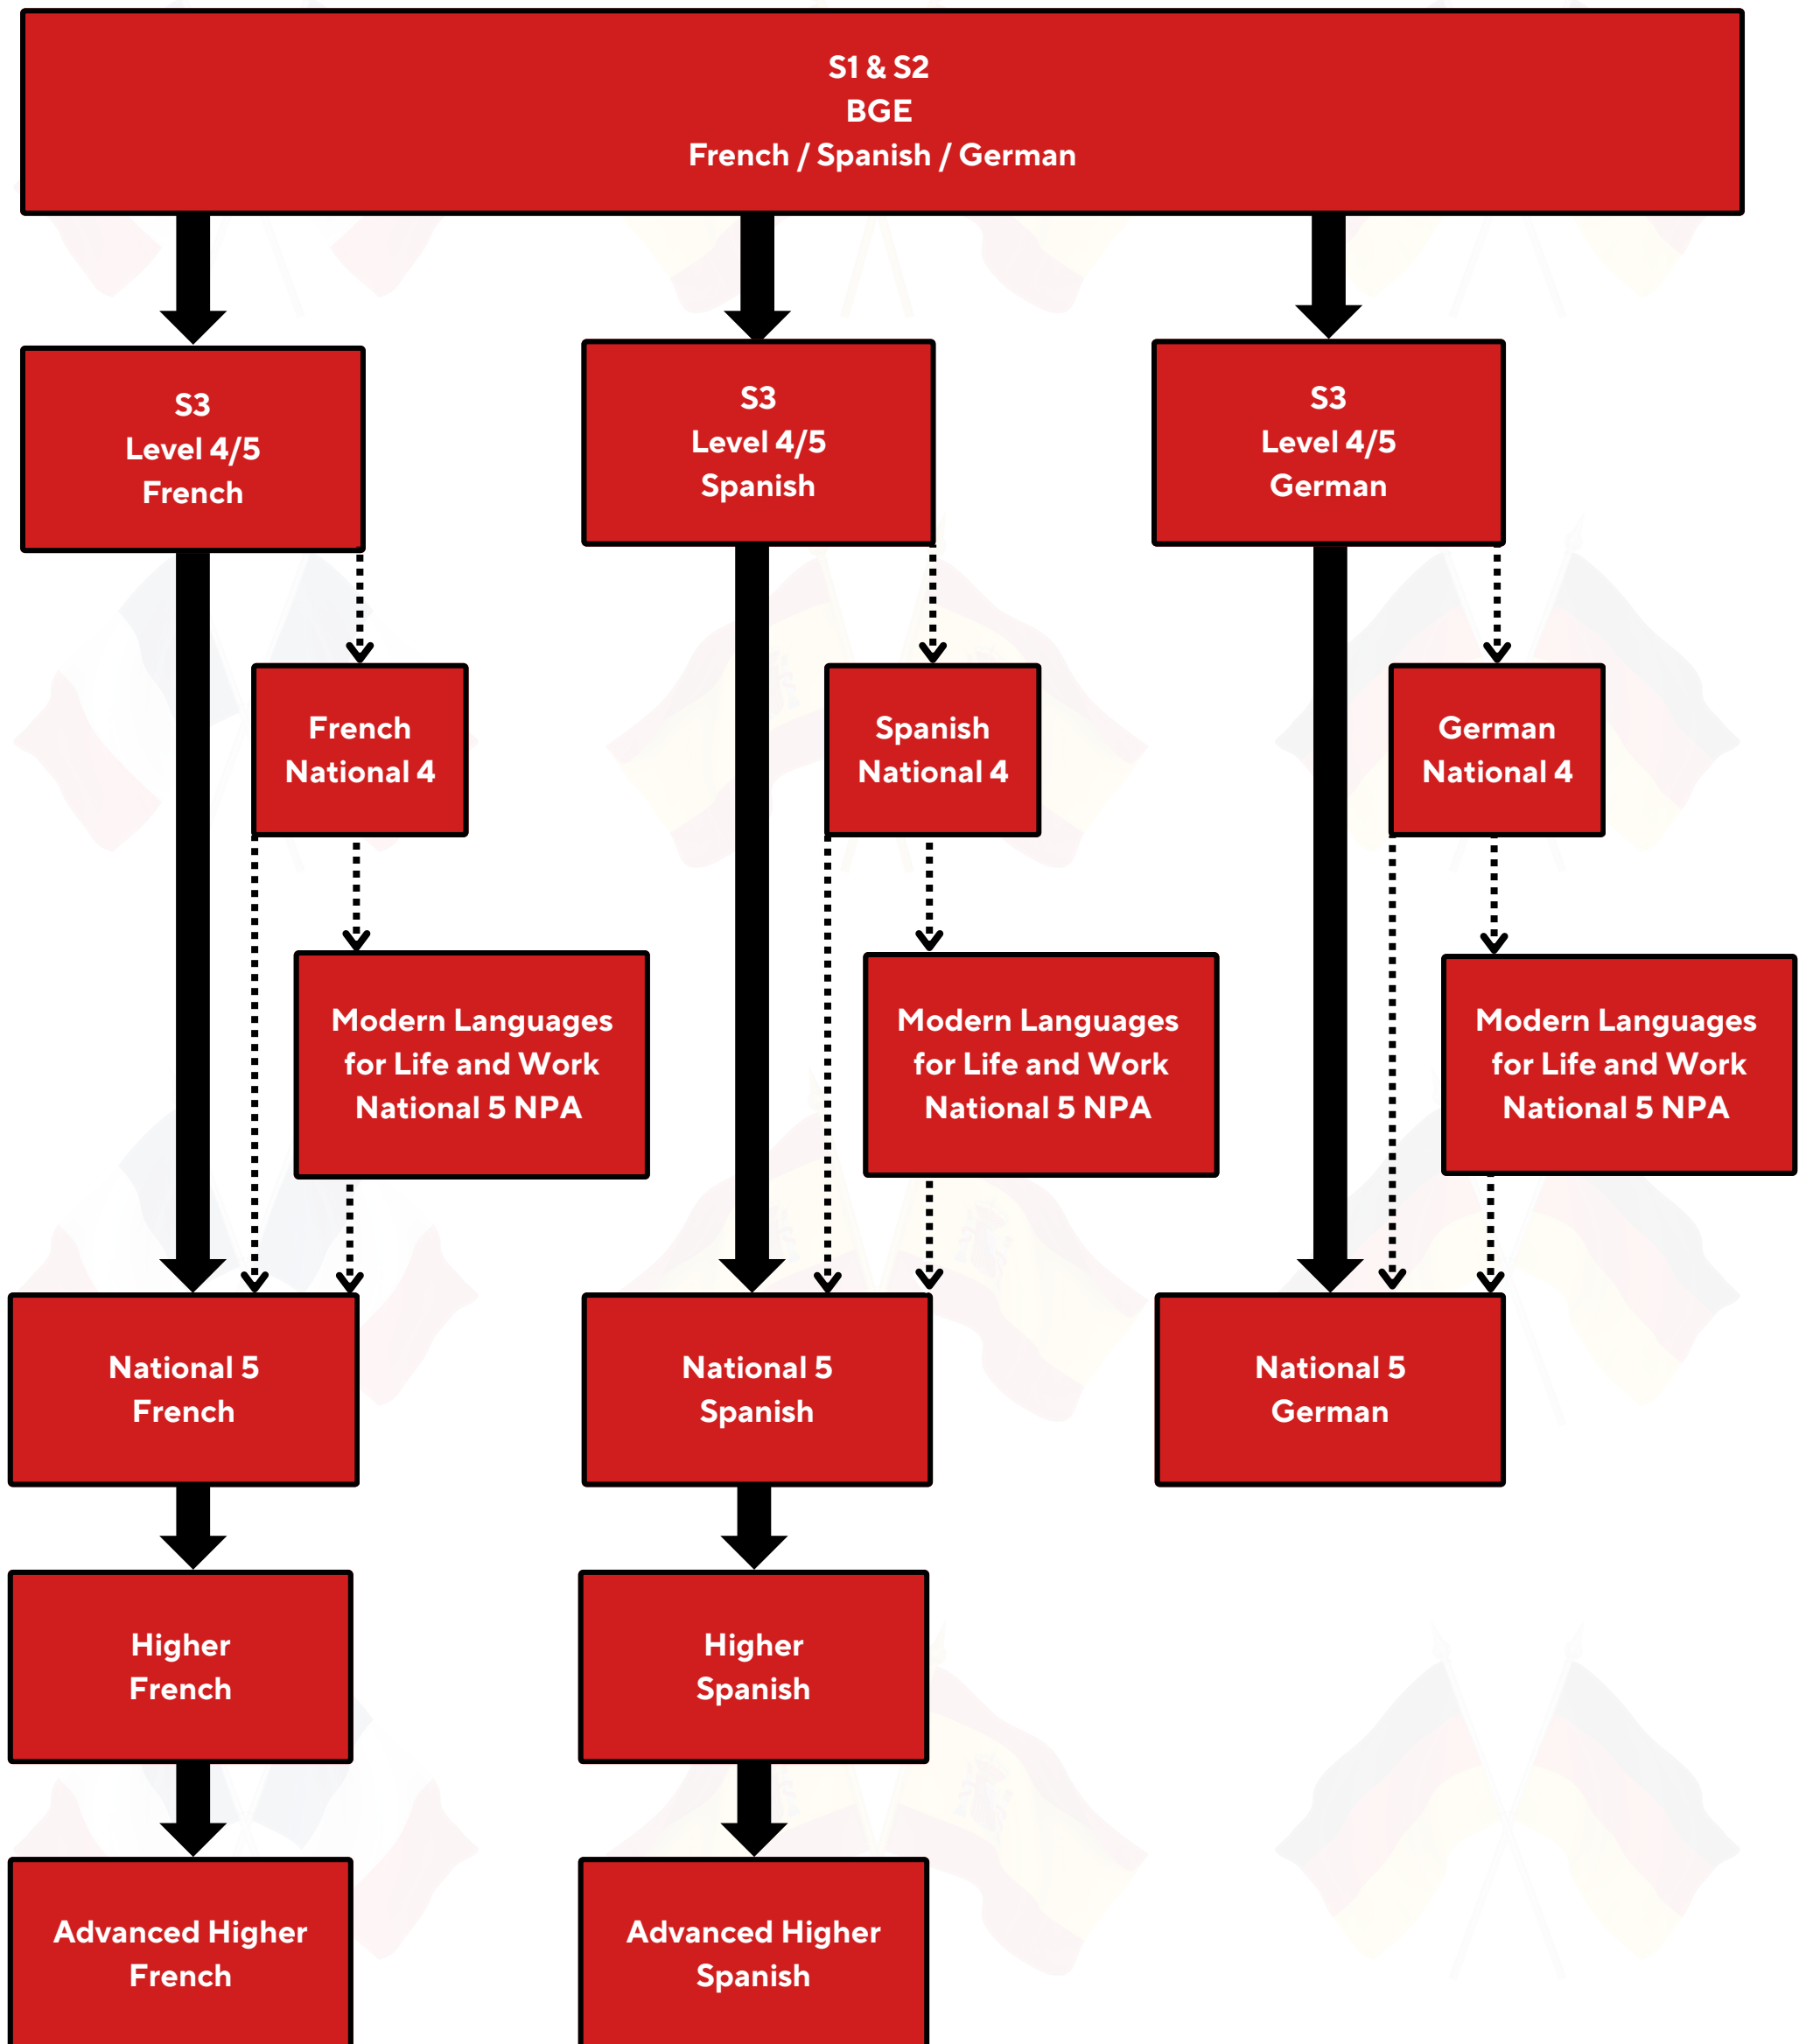 S1 & S2
BGE
French / Spanish / German
S3
Level 4/5
French
S3
Level 4/5
Spanish
S3
Level 4/5
German
French
National 4
Spanish
National 4
German
National 4
Modern Languages
for Life and Work
National 5 NPA
Modern Languages
for Life and Work
National 5 NPA
Modern Languages
for Life and Work
National 5 NPA
National 5
French
National 5
Spanish
National 5
German
Higher
French
Higher
Spanish
Advanced Higher
French
Advanced Higher
Spanish